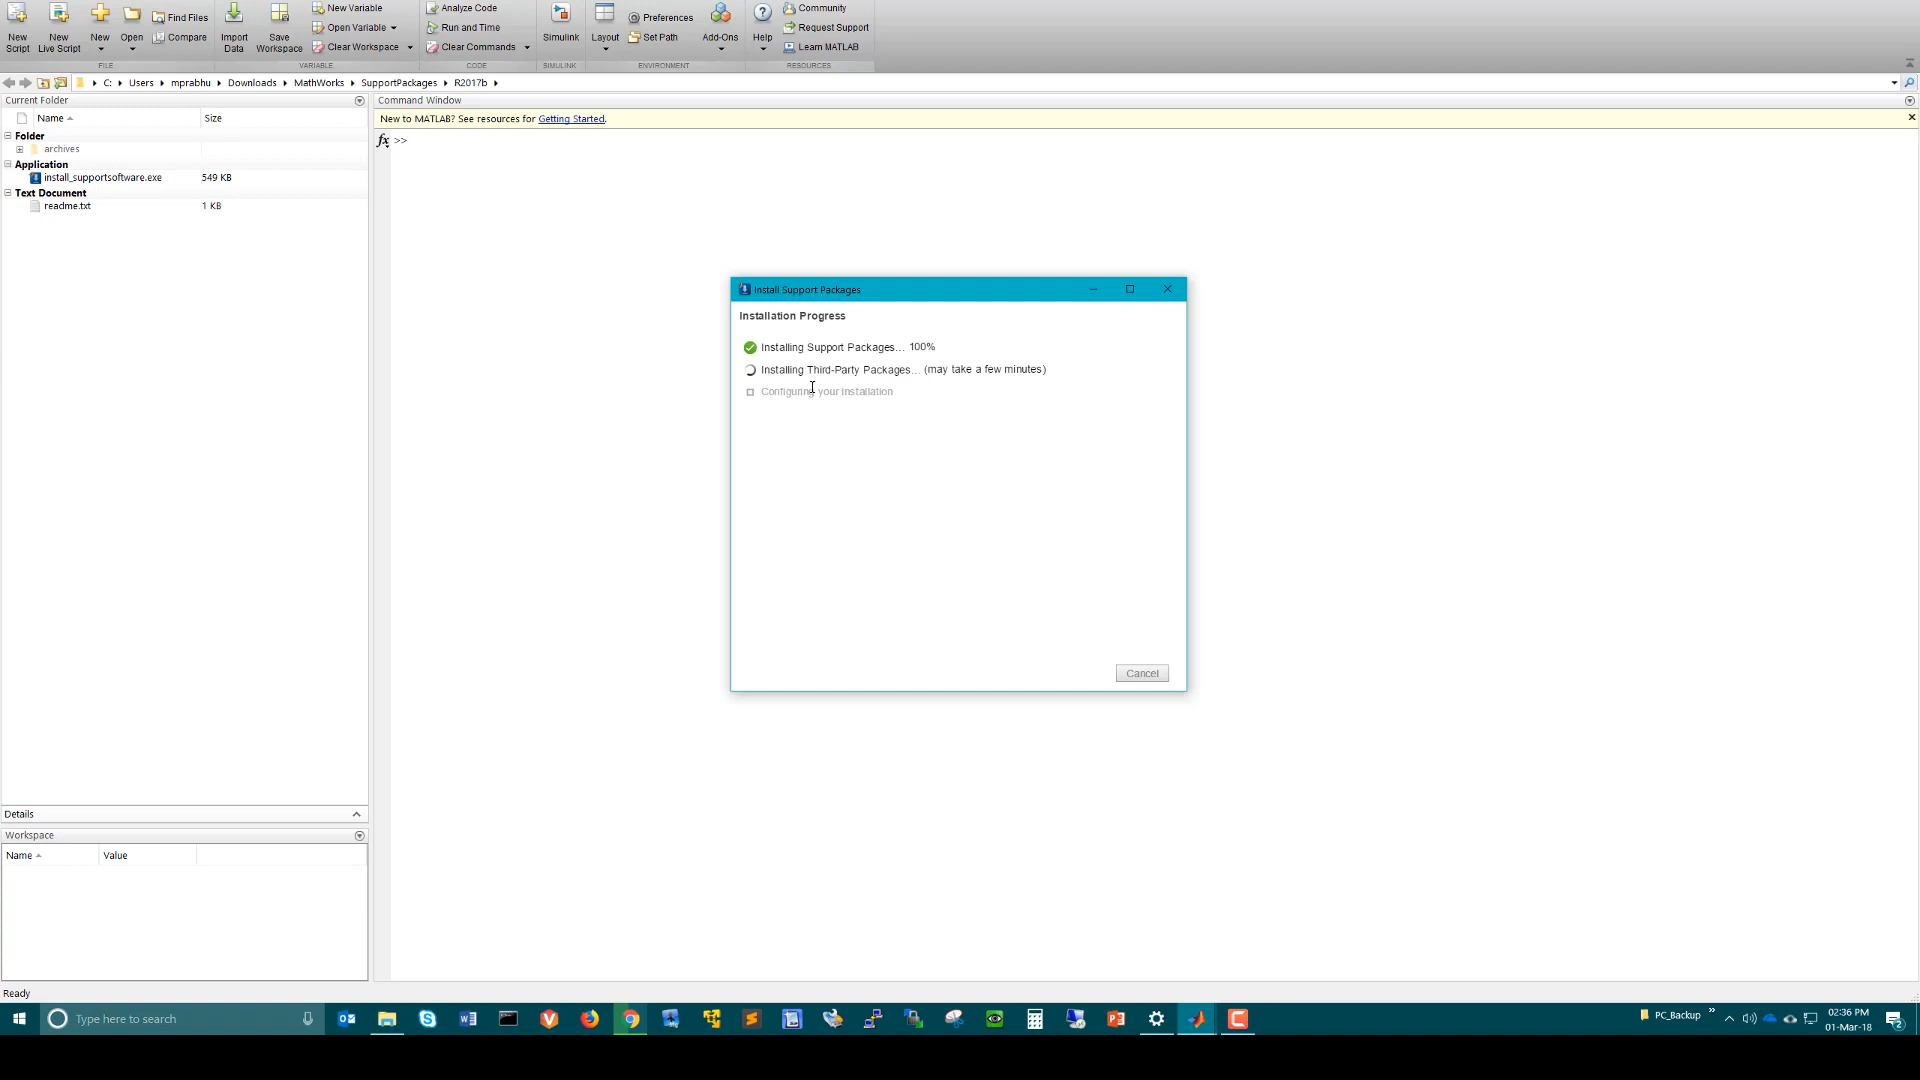 New Script
New Live Script
New
Open
Find Files
Compare
FILE
Import Data
Save Workspace
New Variable
Open Variable
Clear Workspace
VARIABLE
Analyze Code
Run and Time
Clear Commands
CODE
Simulink
SIMULINK
Layout
Preferences
Set Path
Add-Ons
ENVIRONMENT
Help
Community
Request Support
Learn MATLAB
RESOURCES
C: Users mprabhu Downloads MathWorks SupportPackages R2017b
Current Folder
Name Size
Folder
archives
Application
install_supportsoftware.exe 549 KB
Text Document
readme.txt 1 KB
Details
Workspace
Name Value
Ready
Command Window
New to MATLAB? See resources for Getting Started.
fx >>
Install Support Packages
Installation Progress
Installing Support Packages... 100%
Installing Third-Party Packages... (may take a few minutes)
Configuring your installation
Cancel
Type here to search
PC_Backup
02:36 PM
01-Mar-18
2